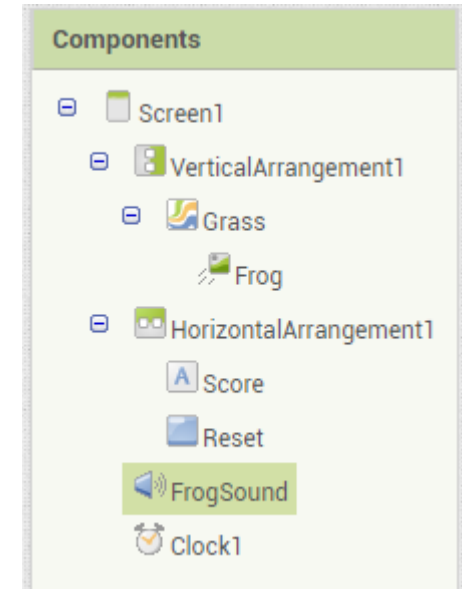 Components
Screen1
VerticalArrangement1
Grass
Frog
HorizontalArrangement1
A Score
Reset
FrogSound
Clock1